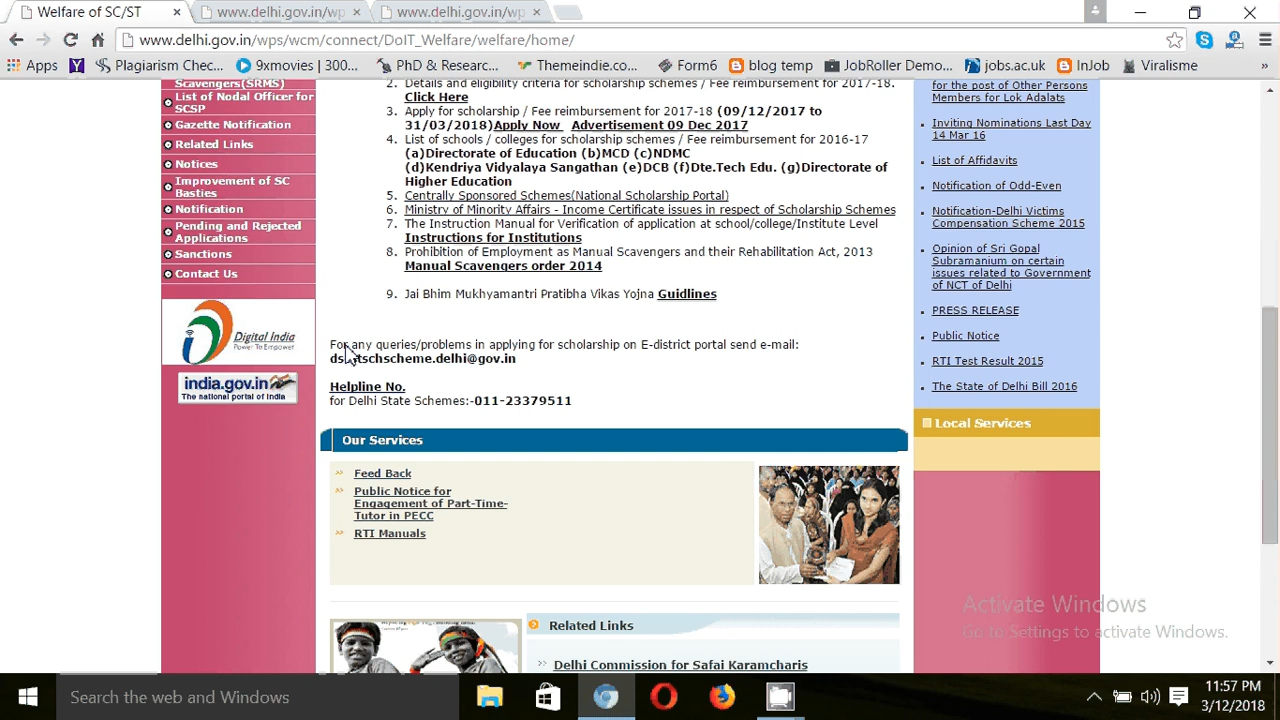 Welfare of SC/ST
www.delhi.gov.in/wp
www.delhi.gov.in/wp
www.delhi.gov.in/wps/wcm/connect/DoIT_Welfare/welfare/home/
Apps
9xmovies | 300...
Plagiarism Chec...
PhD & Researc...
Themeindie.co...
Form6
blog temp
JobRoller Demo...
jobs.ac.uk
InJob
Viralisme
»
Scavengers(SRMS)
List of Nodal Officer for
SCSP
Gazette Notification
Related Links
Notices
Improvement of SC
Basties
Notification
Pending and Rejected
Applications
Sanctions
Contact Us
Digital India
Power To Empower
india.gov.in
The national portal of India
2. Details and eligibility criteria for scholarship schemes / Fee reimbursement for 2017-18.
Click Here
3. Apply for scholarship / Fee reimbursement for 2017-18 (09/12/2017 to
31/03/2018)Apply Now Advertisement 09 Dec 2017
4. List of schools / colleges for scholarship schemes / Fee reimbursement for 2016-17
(a)Directorate of Education (b)MCD (c)NDMC
(d)Kendriya Vidyalaya Sangathan (e)DCB (f)Dte.Tech Edu. (g)Directorate of
Higher Education
5. Centrally Sponsored Schemes(National Scholarship Portal)
6. Ministry of Minority Affairs - Income Certificate issues in respect of Scholarship Schemes
7. The Instruction Manual for Verification of application at school/college/Institute Level
Instructions for Institutions
8. Prohibition of Employment as Manual Scavengers and their Rehabilitation Act, 2013
Manual Scavengers order 2014
9. Jai Bhim Mukhyamantri Pratibha Vikas Yojna Guidlines
For any queries/problems in applying for scholarship on E-district portal send e-mail:
Helpline No.
for Delhi State Schemes:-011-23379511
Our Services
Feed Back
Public Notice for
Engagement of Part-Time-
Tutor in PECC
RTI Manuals
Related Links
Delhi Commission for Safai Karamcharis
for the post of Other Persons
Members for Lok Adalats
Inviting Nominations Last Day
14 Mar 16
List of Affidavits
Notification of Odd-Even
Notification-Delhi Victims
Compensation Scheme 2015
Opinion of Sri Gopal
Subramanium on certain
issues related to Government
of NCT of Delhi
PRESS RELEASE
Public Notice
RTI Test Result 2015
The State of Delhi Bill 2016
Local Services
Activate Windows
Go to Settings to activate Windows.
Search the web and Windows
11:57 PM
3/12/2018